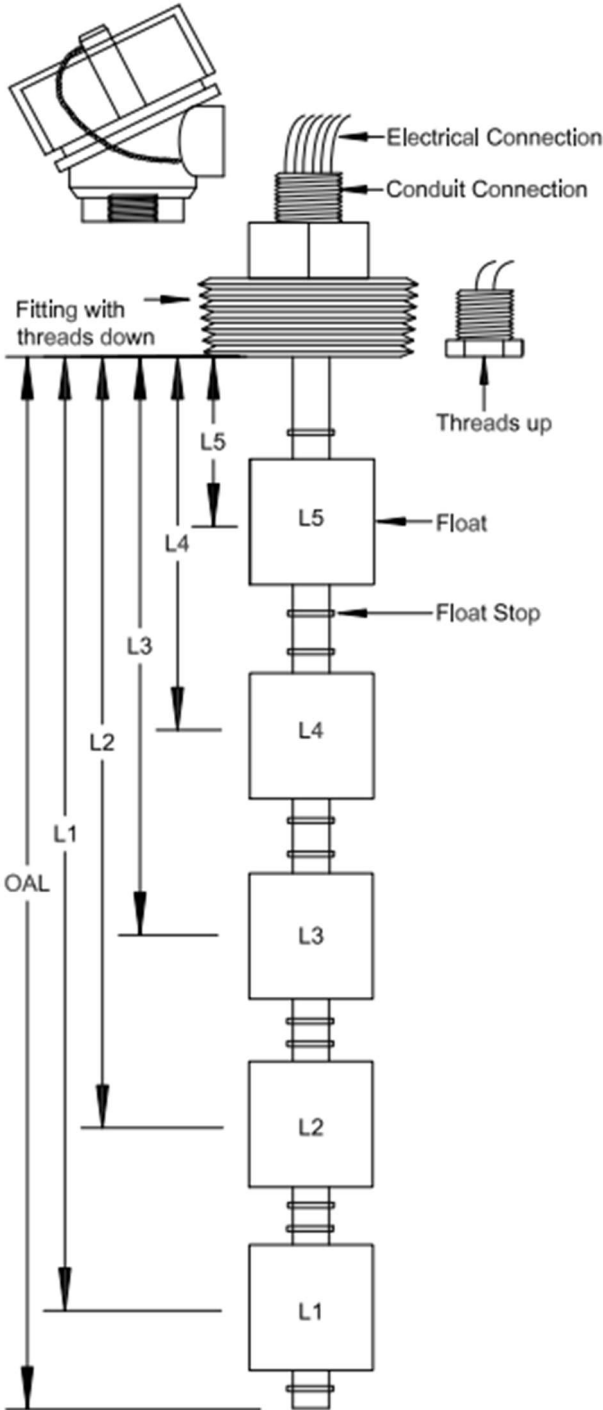 Electrical Connection
Conduit Connection
Fitting with
threads down
Threads up
L5
L5
Float
L4
Float Stop
L3
L4
L2
L1
OAL
L3
L2
L1